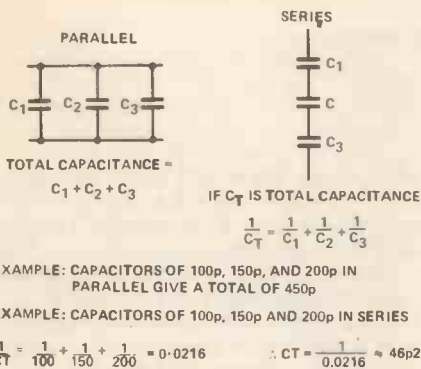 PARALLEL
C1 C2 C3
TOTAL CAPACITANCE =
C1 + C2 + C3
SERIES
C1
C
C3
IF CT IS TOTAL CAPACITANCE
1/CT = 1/C1 + 1/C2 + 1/C3
XAMPLE: CAPACITORS OF 100p, 150p, AND 200p IN
PARALLEL GIVE A TOTAL OF 450p
XAMPLE: CAPACITORS OF 100p, 150p AND 200p IN SERIES
1/CT = 1/100 + 1/150 + 1/200 = 0·0216 ∴ CT = 1/0.0216 ≈ 46p2